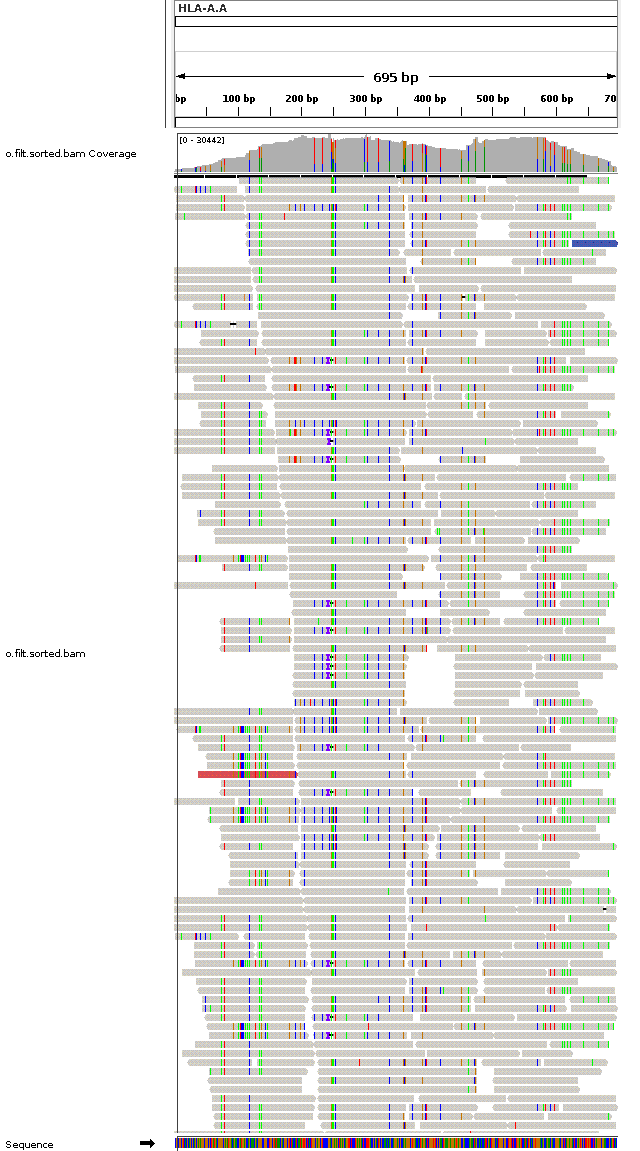 HLA-A.A
695 bp
bp 100 bp 200 bp 300 bp 400 bp 500 bp 600 bp 70
[0 - 30442]
o.filt.sorted.bam Coverage
o.filt.sorted.bam
Sequence